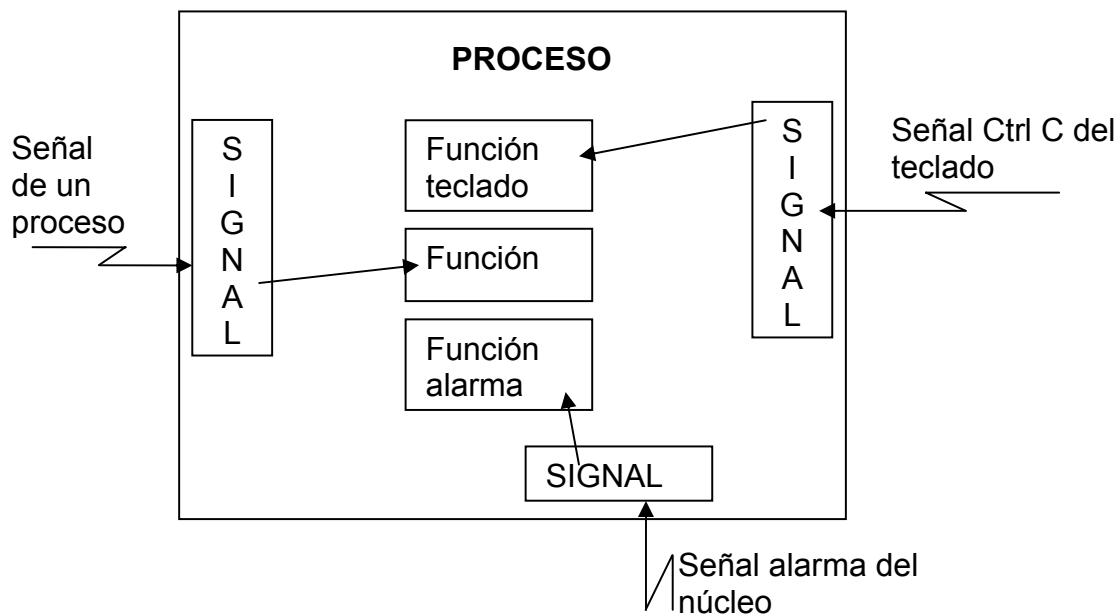 PROCESO
Señal
de un
proceso
S
I
G
N
A
L
Función
teclado
Función
Función
alarma
S
I
G
N
A
L
Señal Ctrl C del
teclado
SIGNAL
Señal alarma del
núcleo